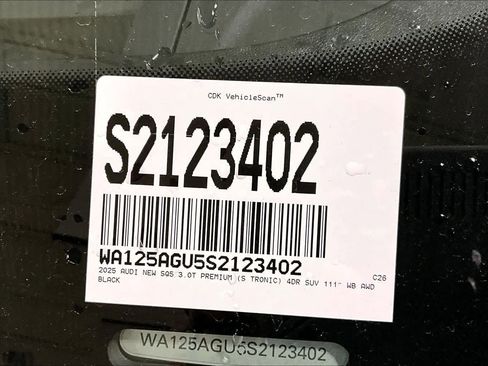 CDK VehicleScan™
S2123402
WA125AGU5S2123402
2025 AUDI NEW SQ5 3.0T PREMIUM (S TRONIC) 4DR SUV 111" WB AWD C26
BLACK
WA125AGU5S2123402